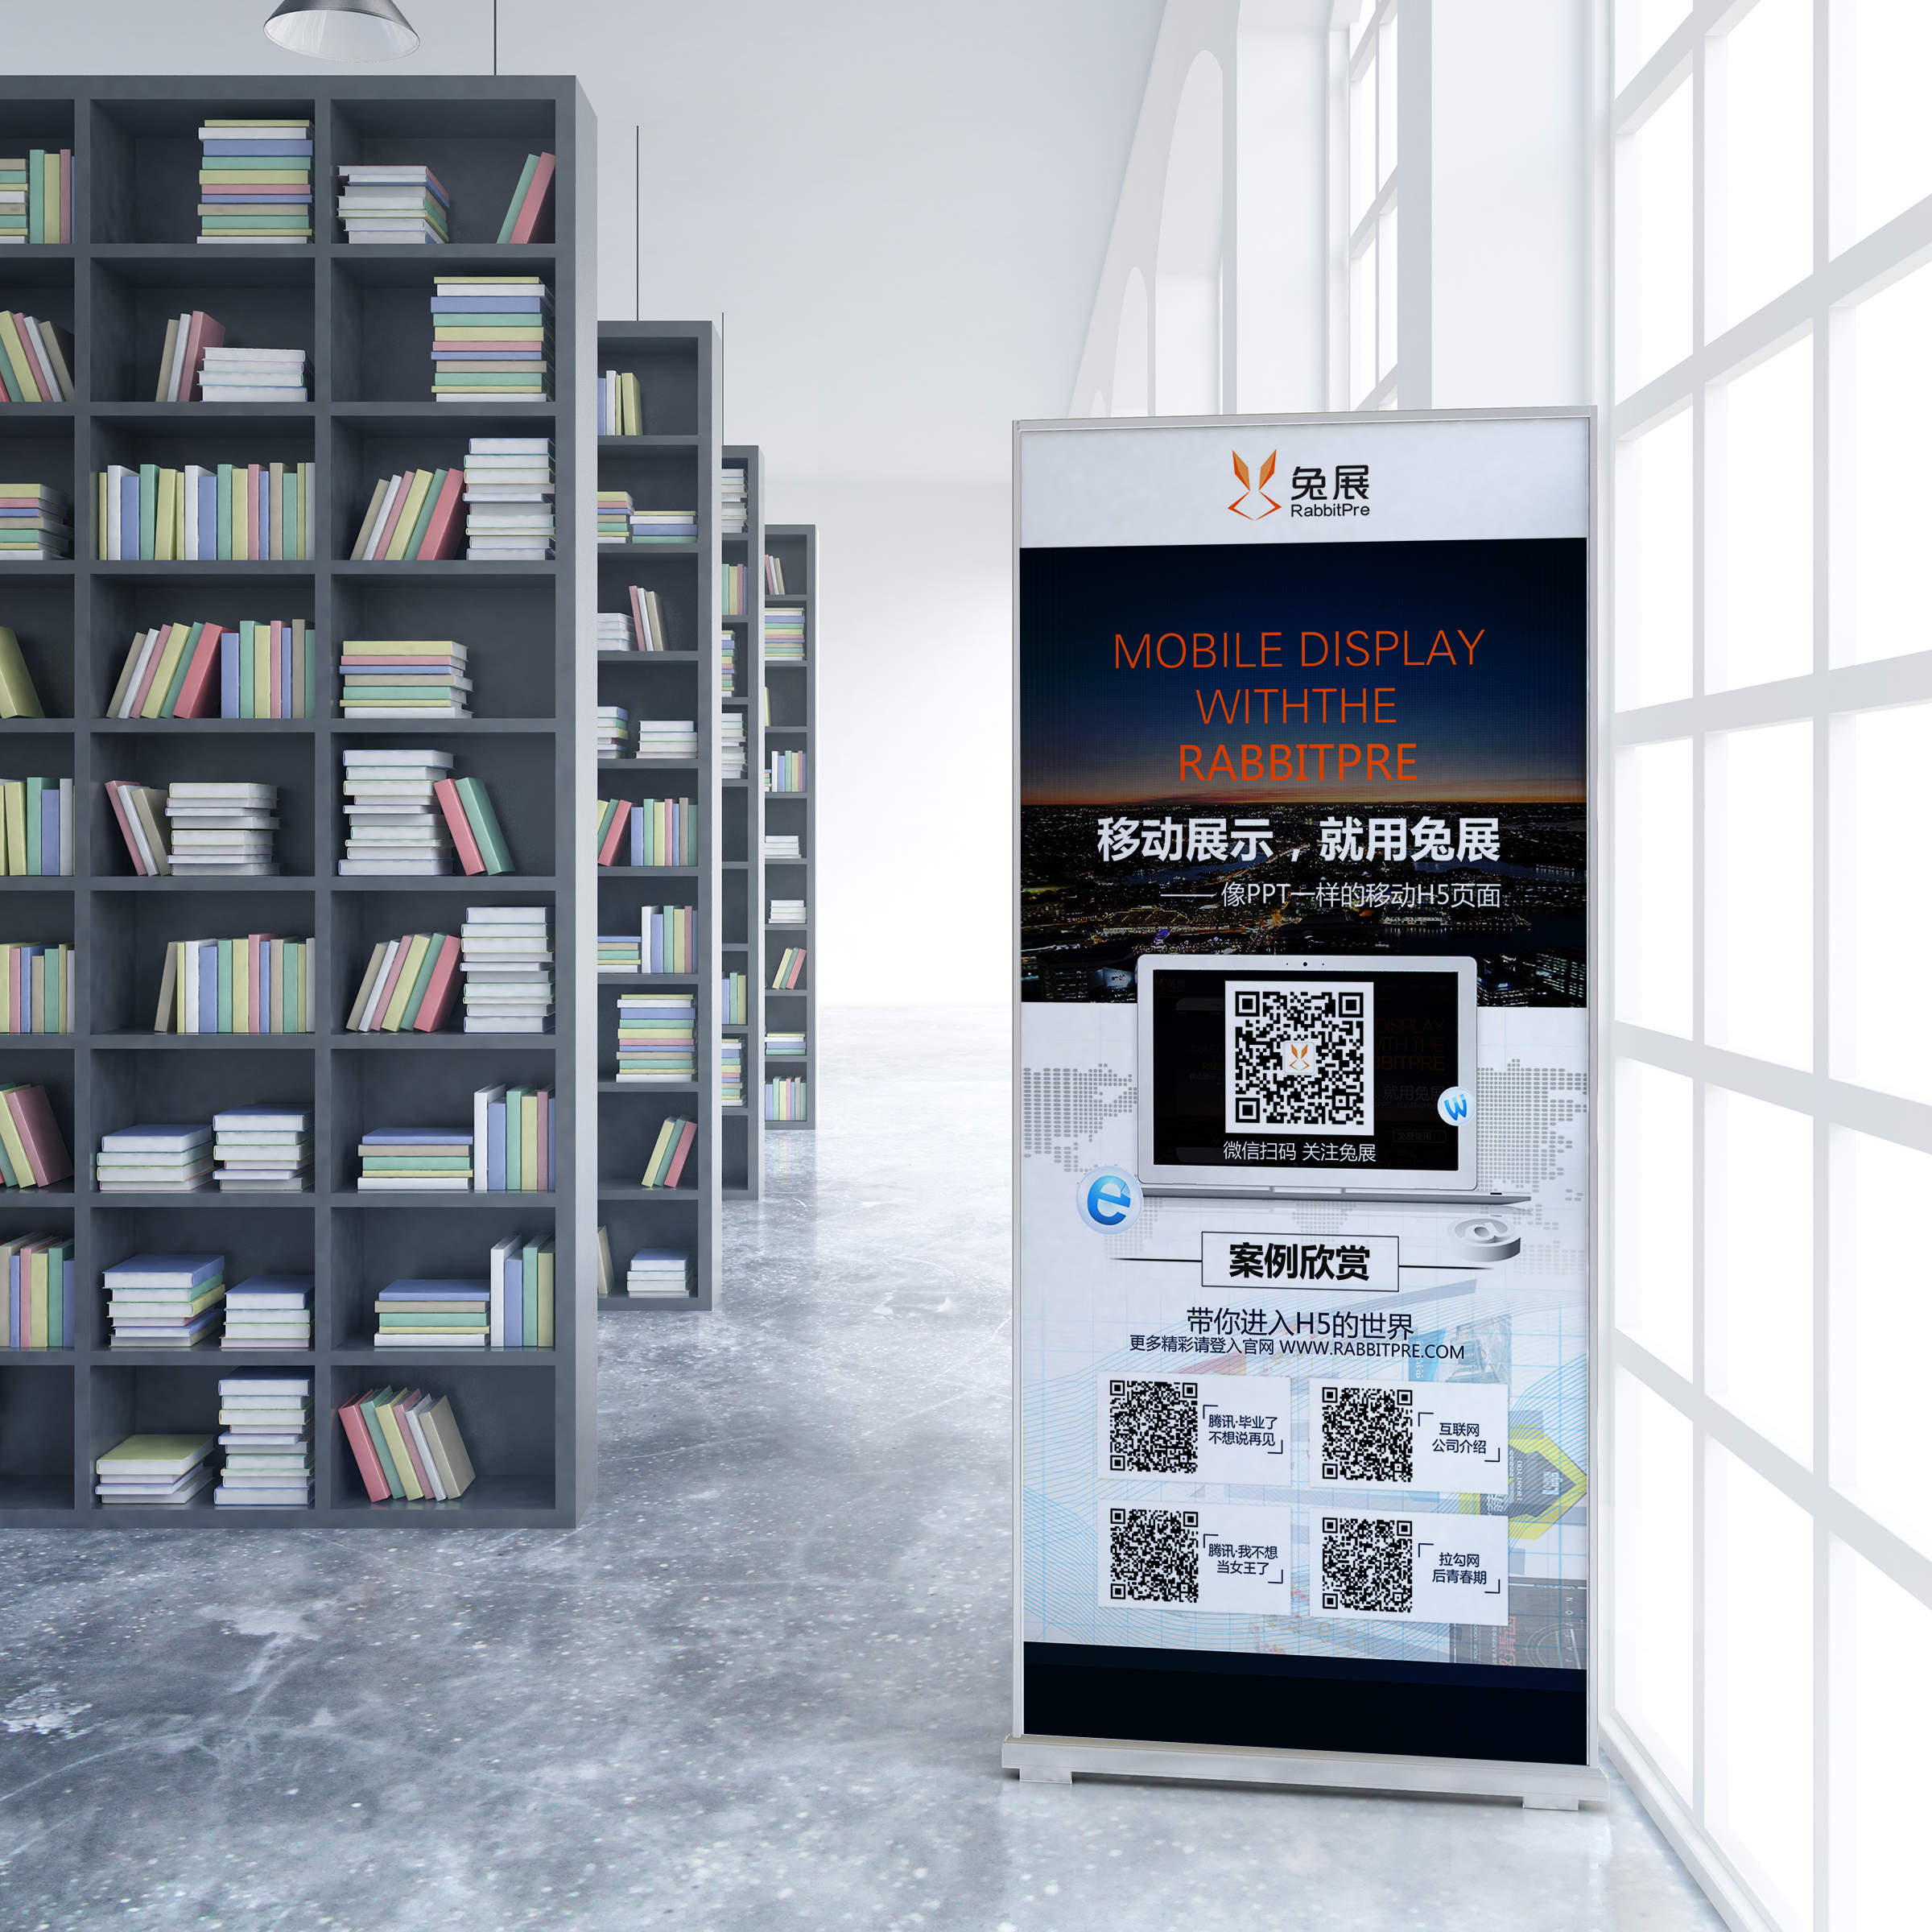 兔展
RabbitPre
MOBILE DISPLAY
WITHTHE
RABBITPRE
移动展示，就用兔展
—— 像PPT一样的移动H5页面
微信扫码 关注兔展
案例欣赏
带你进入H5的世界
更多精彩请登入官网 WWW.RABBITPRE.COM
腾讯·毕业了
不想说再见
互联网
公司介绍
腾讯·我不想
当女王了
拉勾网
后青春期